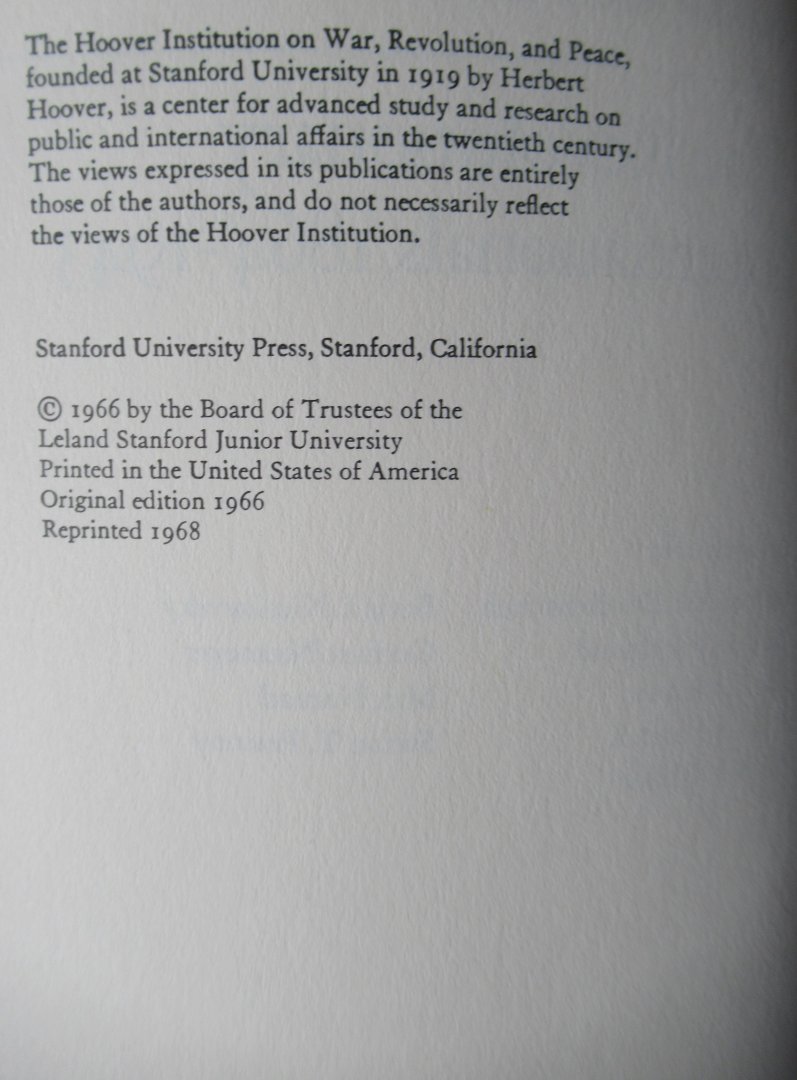 The Hoover Institution on War, Revolution, and Peace,
founded at Stanford University in 1919 by Herbert
Hoover, is a center for advanced study and research on
public and international affairs in the twentieth century.
The views expressed in its publications are entirely
those of the authors, and do not necessarily reflect
the views of the Hoover Institution.
Stanford University Press, Stanford, California
© 1966 by the Board of Trustees of the
Leland Stanford Junior University
Printed in the United States of America
Original edition 1966
Reprinted 1968